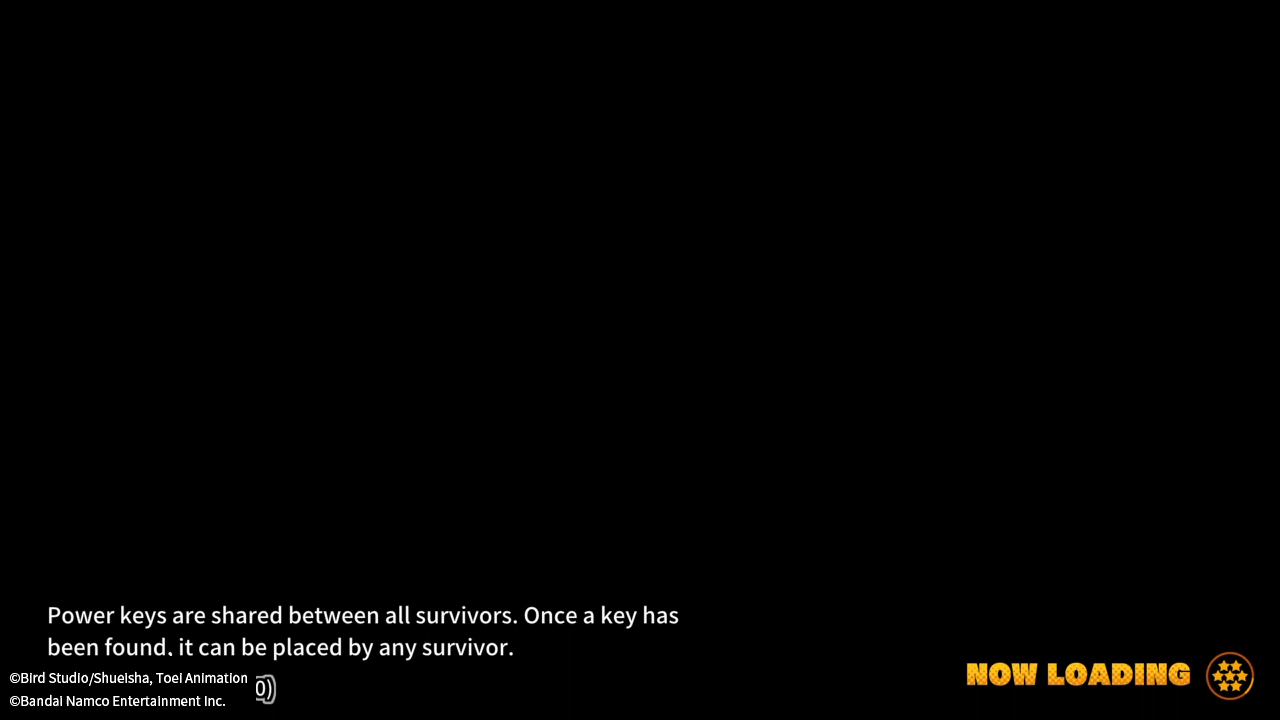 Power keys are shared between all survivors. Once a key has
been found, it can be placed by any survivor.
©Bird Studio/Shueisha, Toei Animation
©Bandai Namco Entertainment Inc.
NOW LOADING